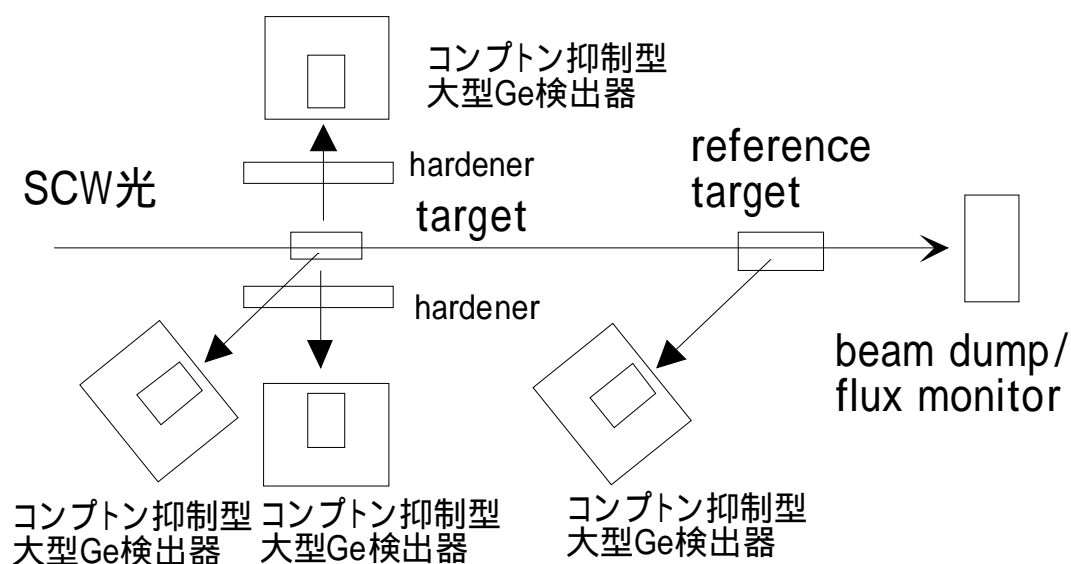 コンプトン抑制型
大型Ge検出器
hardener
reference
target
SCW光
target
hardener
beam dump/
flux monitor
コンプトン抑制型
大型Ge検出器
コンプトン抑制型
大型Ge検出器
コンプトン抑制型
大型Ge検出器